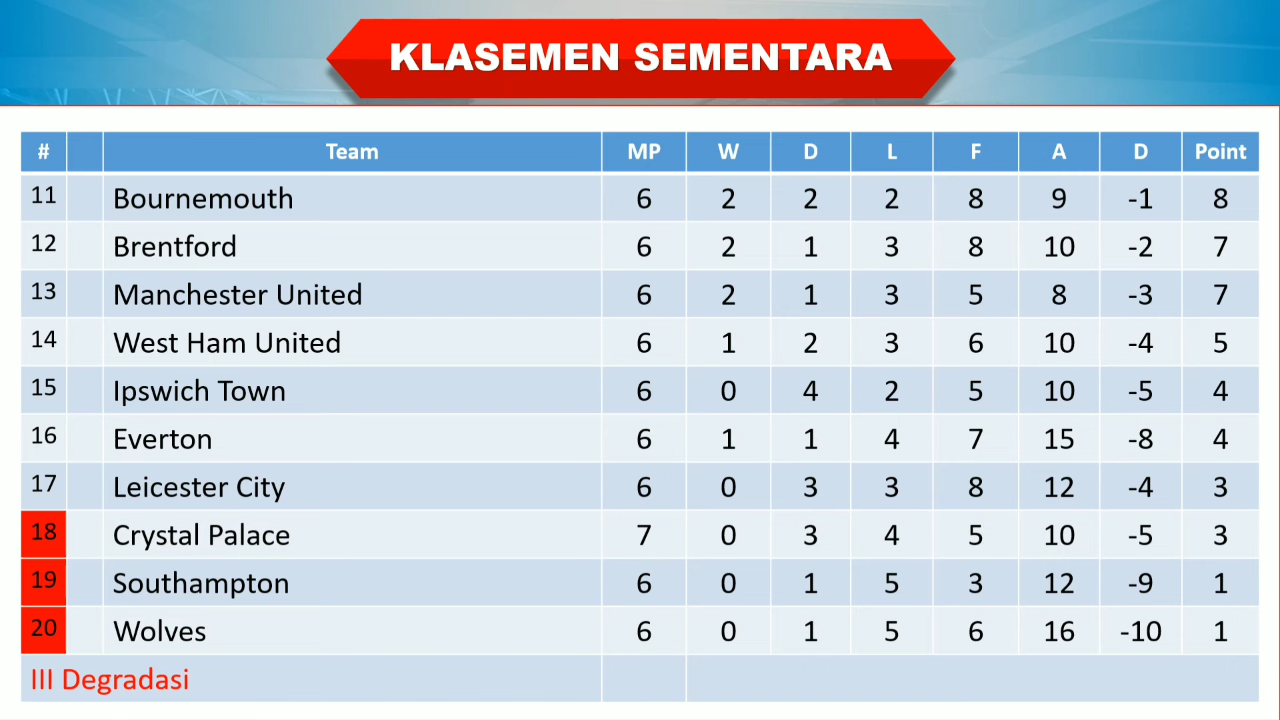 KLASEMEN SEMENTARA
# Team MP W D L F A D Point
11 Bournemouth 6 2 2 2 8 9 -1 8
12 Brentford 6 2 1 3 8 10 -2 7
13 Manchester United 6 2 1 3 5 8 -3 7
14 West Ham United 6 1 2 3 6 10 -4 5
15 Ipswich Town 6 0 4 2 5 10 -5 4
16 Everton 6 1 1 4 7 15 -8 4
17 Leicester City 6 0 3 3 8 12 -4 3
18 Crystal Palace 7 0 3 4 5 10 -5 3
19 Southampton 6 0 1 5 3 12 -9 1
20 Wolves 6 0 1 5 6 16 -10 1
III Degradasi